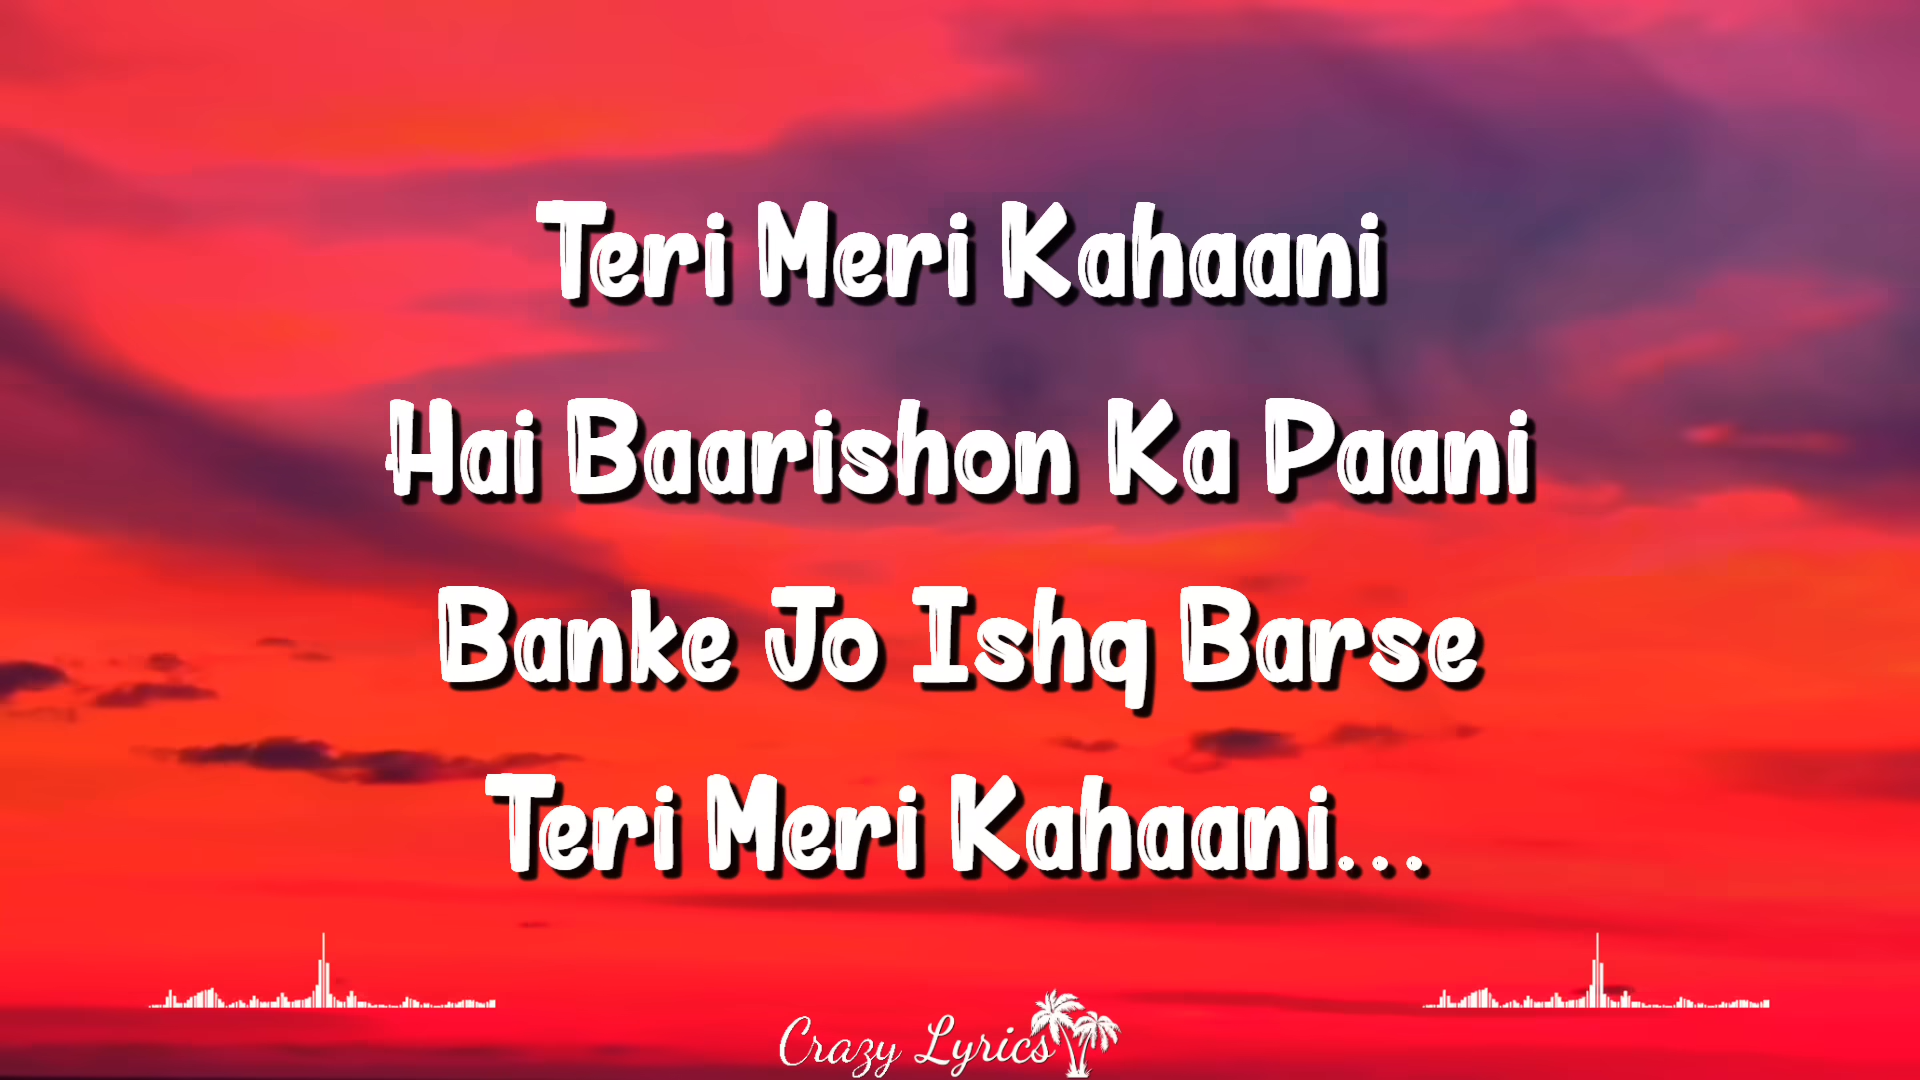 Teri Meri Kahaani
Hai Baarishon Ka Paani
Banke Jo Ishq Barse
Teri Meri Kahaani...
Crazy Lyrics